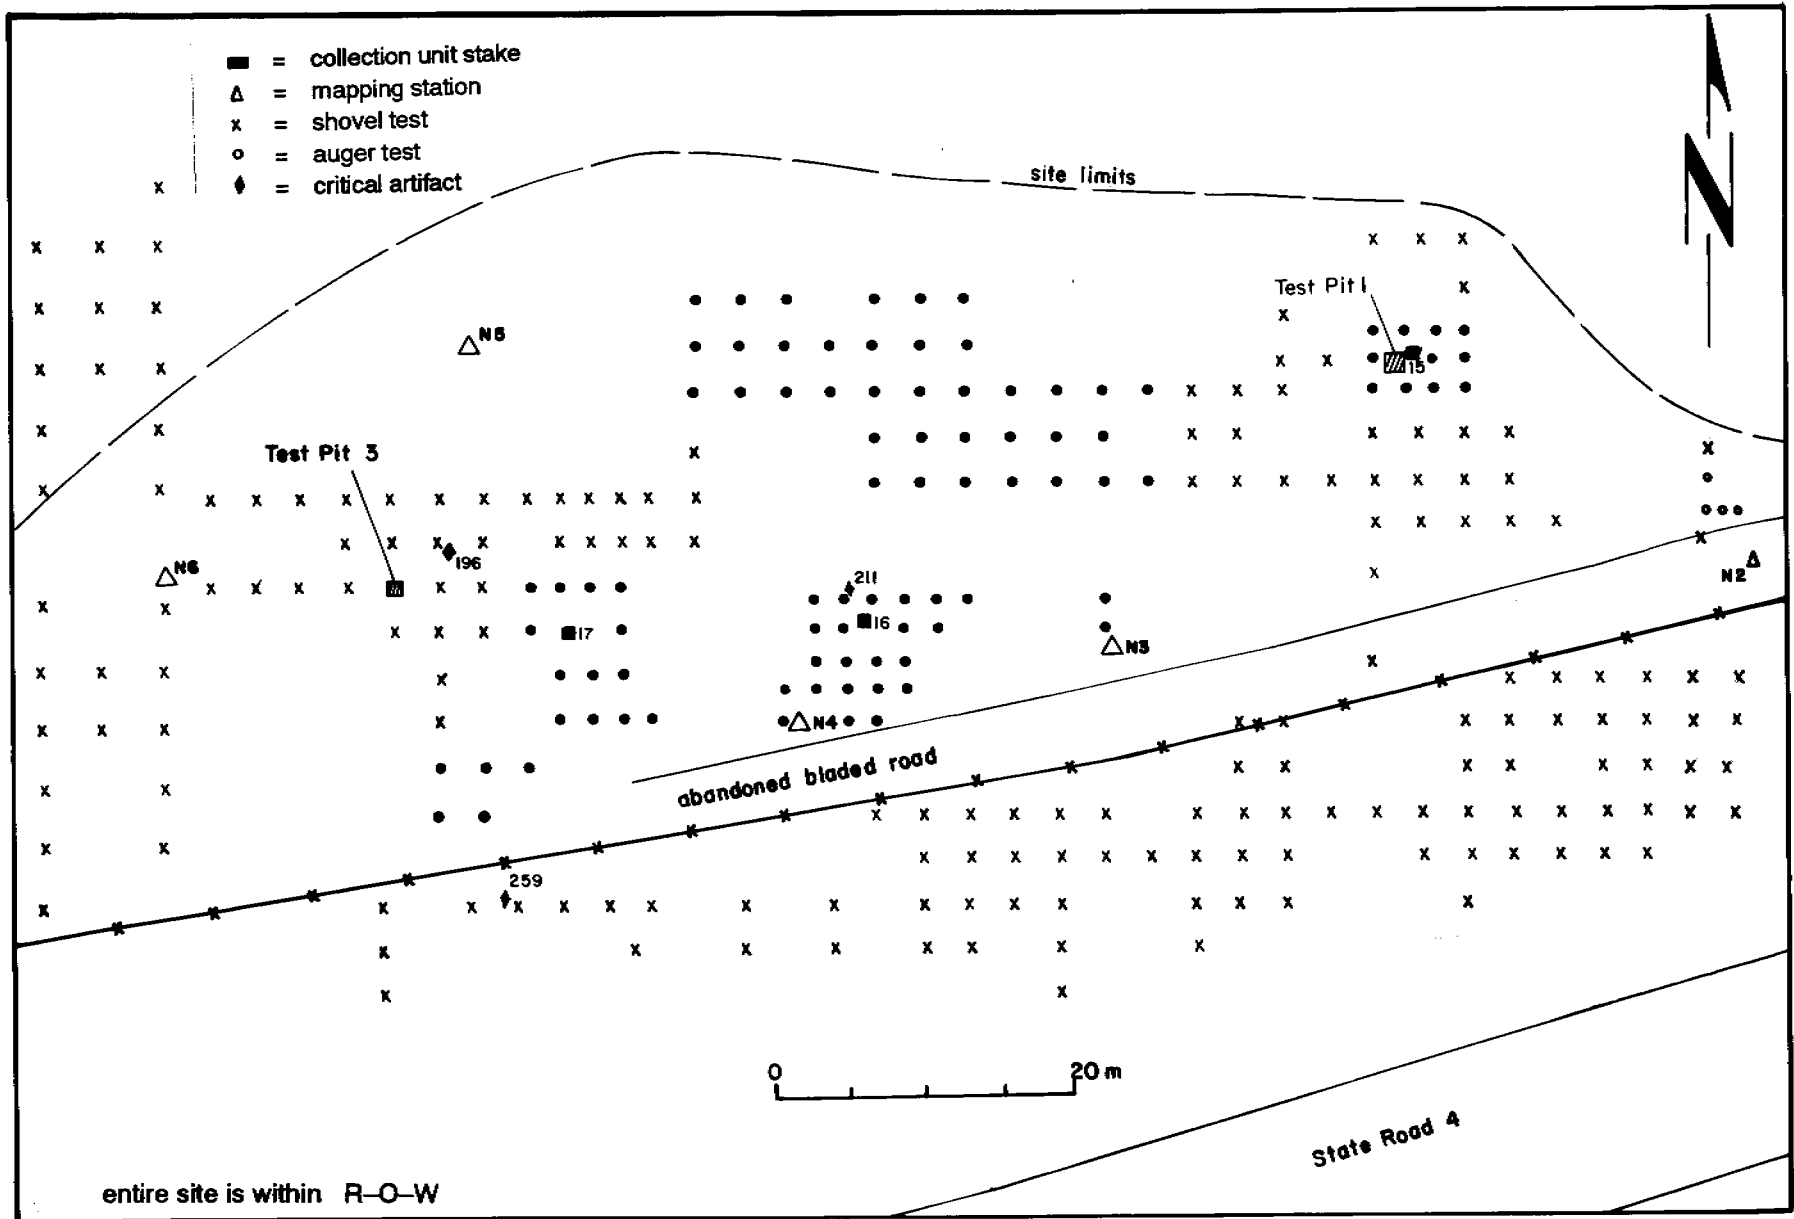 = collection unit stake
= mapping station
x = shovel test
= auger test
= critical artifact
site limits
N
Test Pit 1
N5
15
Test Pit 3
196
N6
211
N2
17
16
N3
N4
abandoned bladed road
259
0 20 m
State Road 4
entire site is within R–O–W